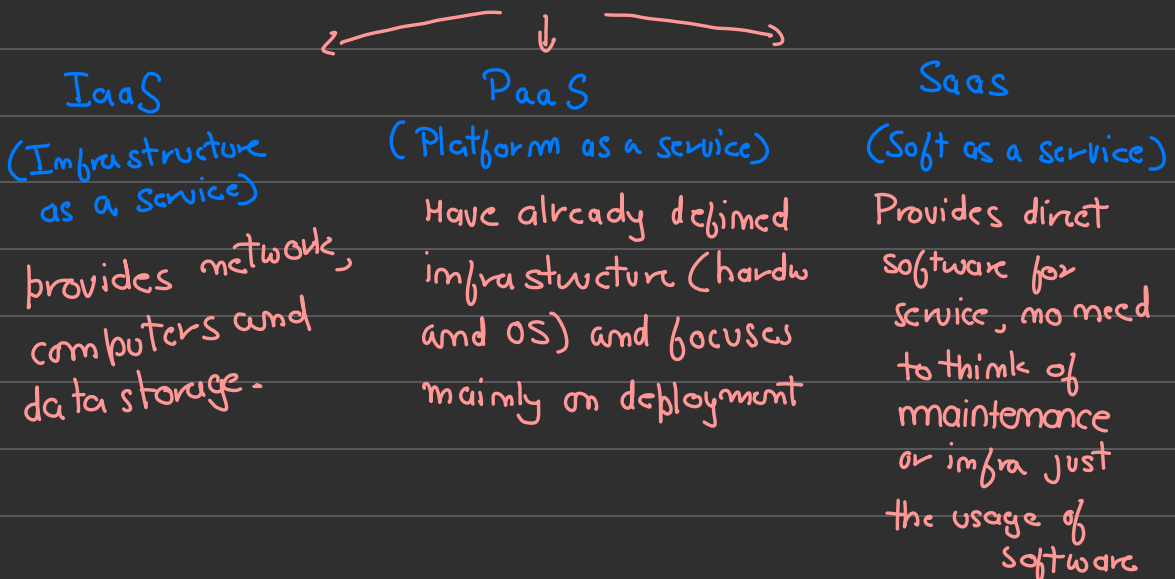 IaaS
(Infrastructure
as a service)
provides network,
computers and
data storage.
PaaS
(Platform as a service)
Have already defined
infrastructure (hardw
and OS) and focuses
mainly on deployment
Saas
(Soft as a service)
Provides direct
software for
service, no need
to think of
maintenance
or infra just
the usage of
software